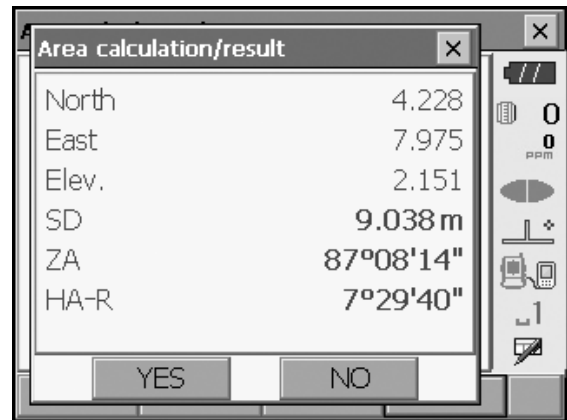 Area calculation/result
North 4.228
East 7.975
Elev. 2.151
SD 9.038 m
ZA 87°08'14"
HA-R 7°29'40"
YES NO
0
0
PPM
1